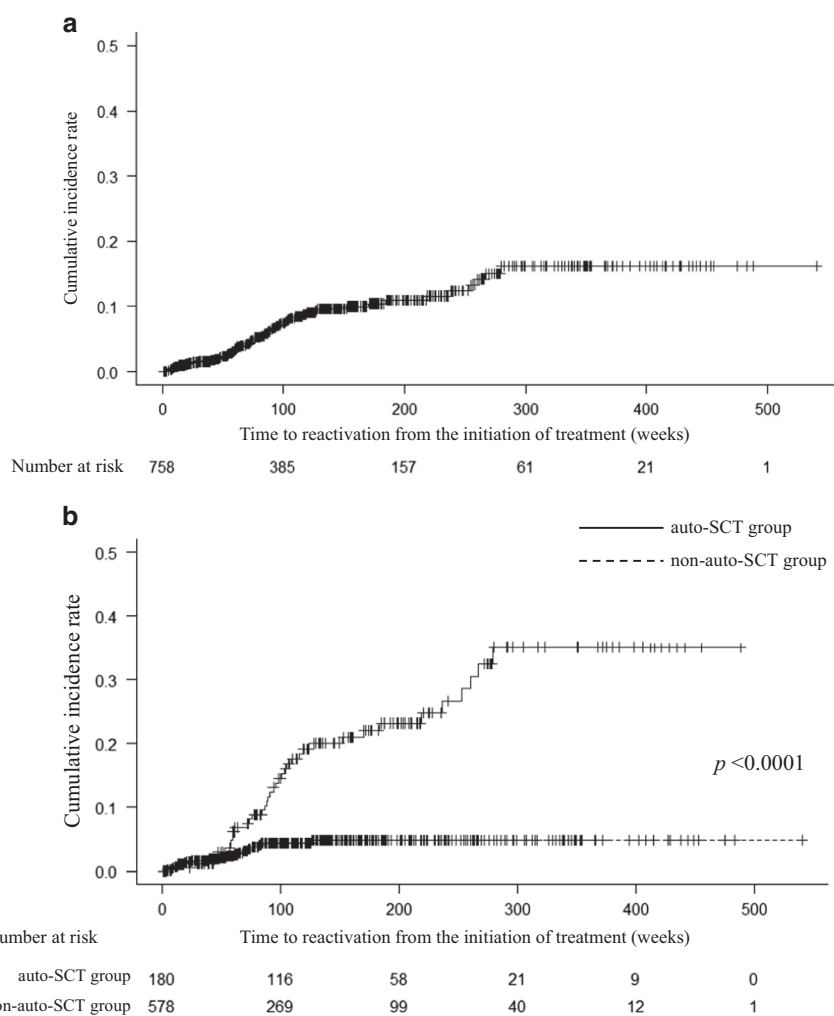 a
0.5
0.4
0.3
0.2
0.1
0.0
Cumulative incidence rate
0 100 200 300 400 500
Time to reactivation from the initiation of treatment (weeks)
Number at risk 758 385 157 61 21 1
b
auto-SCT group
non-auto-SCT group
0.5
0.4
0.3
0.2
0.1
0.0
Cumulative incidence rate
p <0.0001
0 100 200 300 400 500
umber at risk Time to reactivation from the initiation of treatment (weeks)
auto-SCT group 180 116 58 21 9 0
on-auto-SCT group 578 269 99 40 12 1